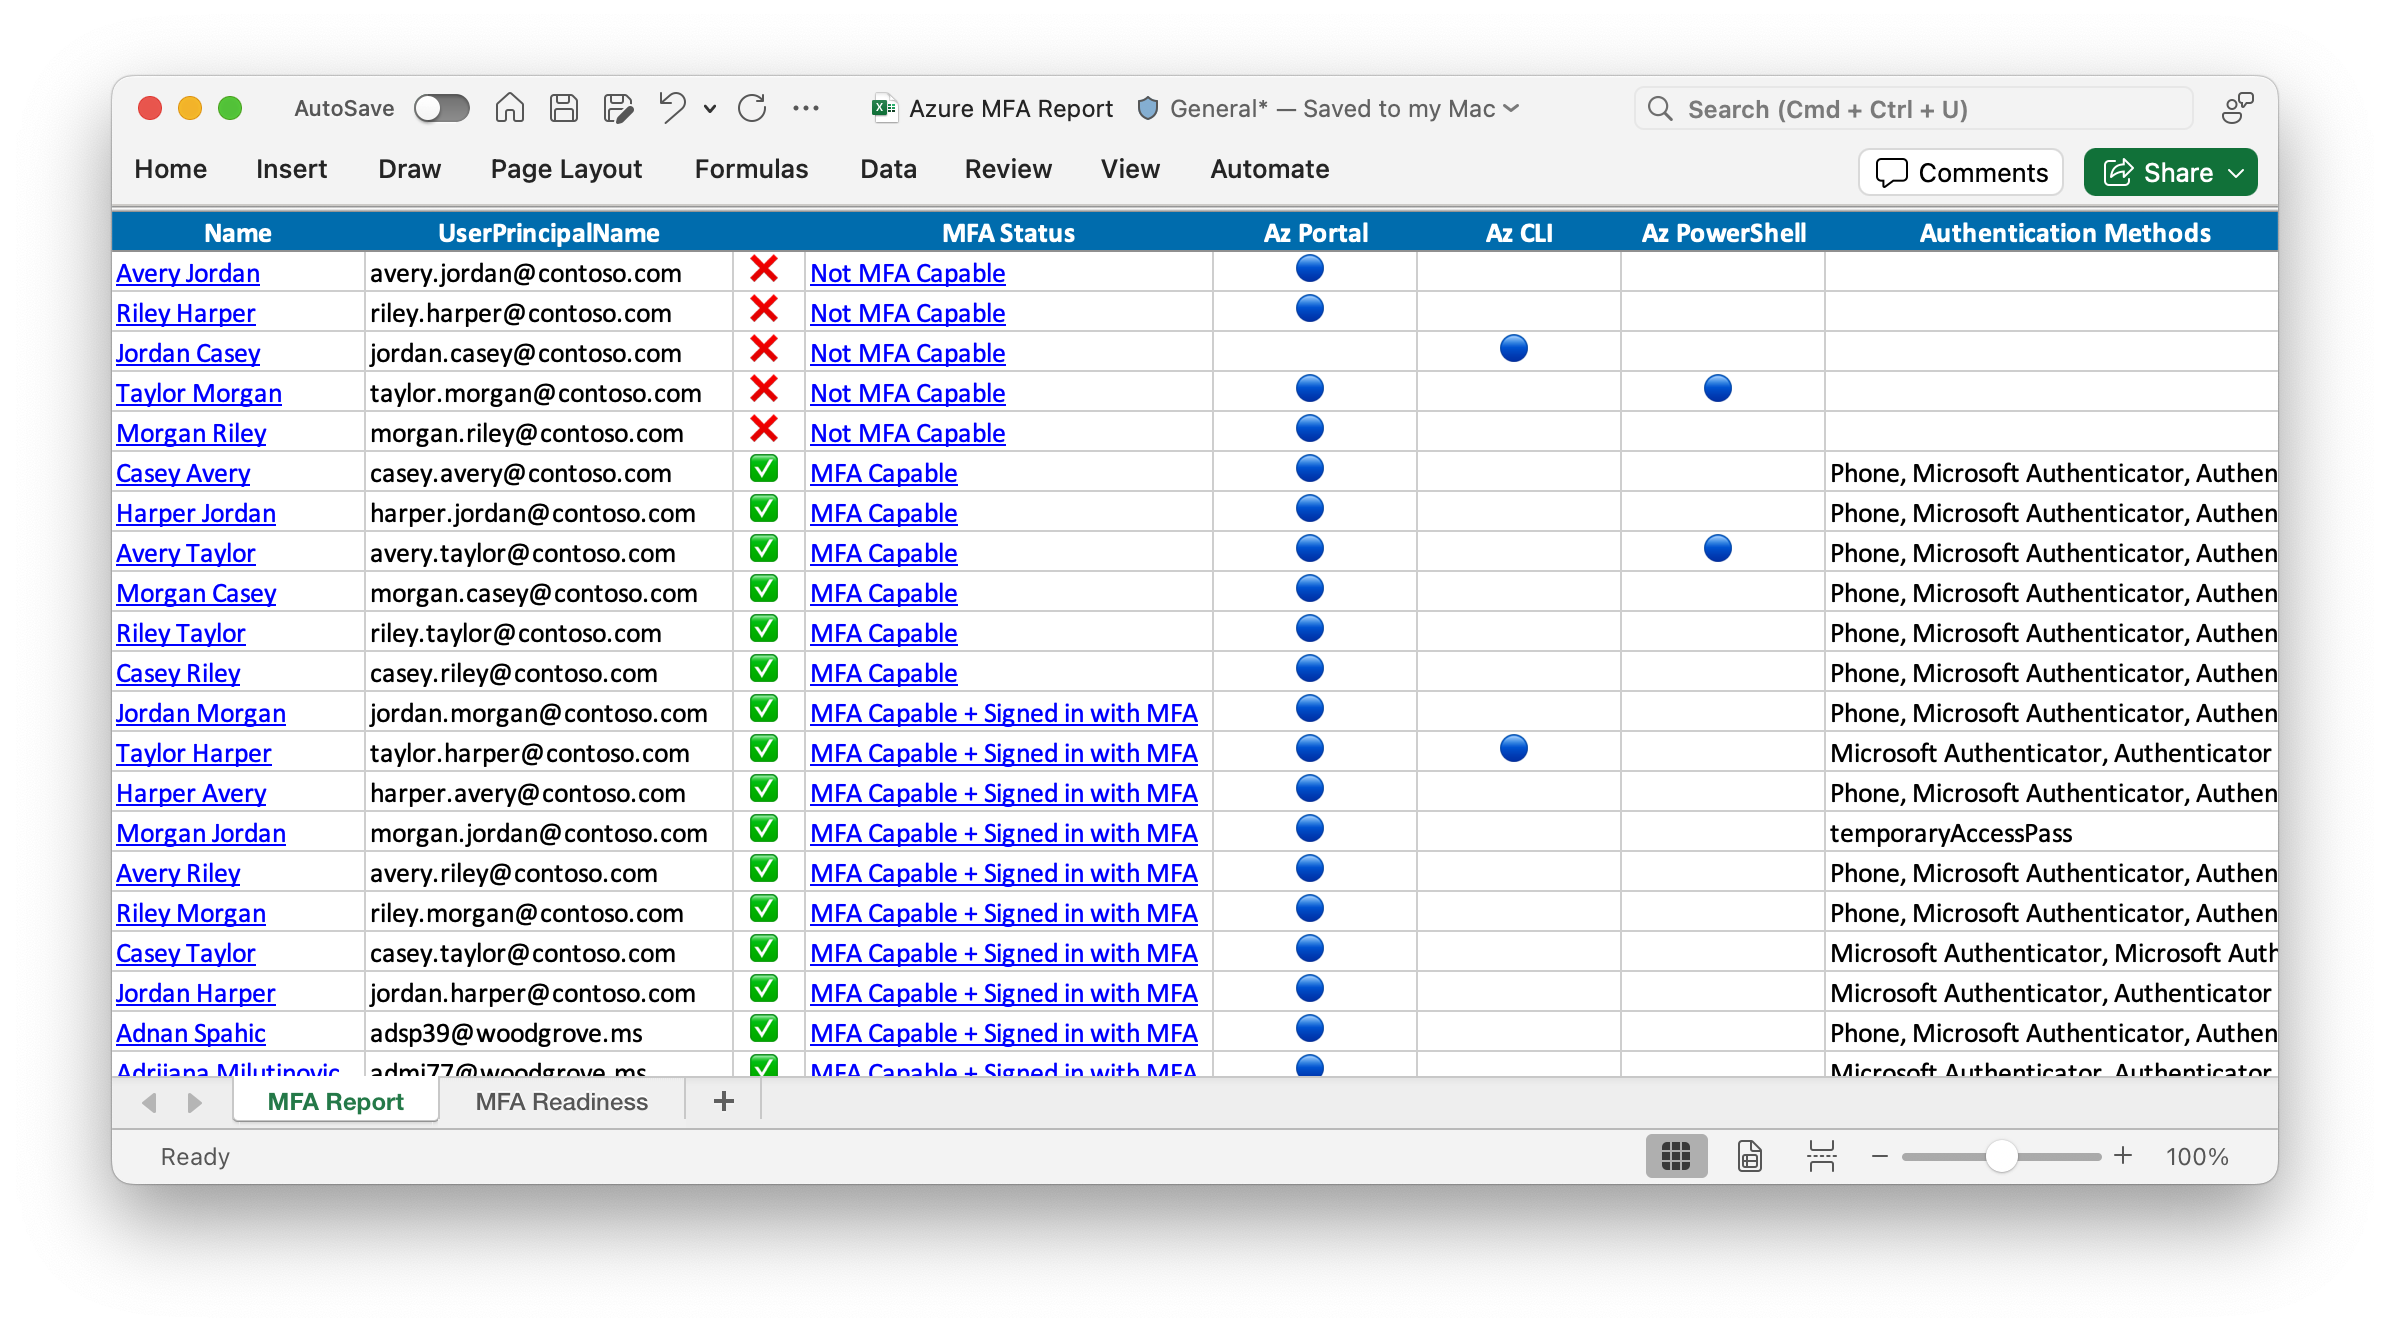 AutoSave Azure MFA Report General* — Saved to my Mac Search (Cmd + Ctrl + U)
Home Insert Draw Page Layout Formulas Data Review View Automate Comments Share
Name UserPrincipalName MFA Status Az Portal Az CLI Az PowerShell Authentication Methods
Avery Jordan avery.jordan@contoso.com Not MFA Capable
Riley Harper riley.harper@contoso.com Not MFA Capable
Jordan Casey jordan.casey@contoso.com Not MFA Capable
Taylor Morgan taylor.morgan@contoso.com Not MFA Capable
Morgan Riley morgan.riley@contoso.com Not MFA Capable
Casey Avery casey.avery@contoso.com MFA Capable Phone, Microsoft Authenticator, Authen
Harper Jordan harper.jordan@contoso.com MFA Capable Phone, Microsoft Authenticator, Authen
Avery Taylor avery.taylor@contoso.com MFA Capable Phone, Microsoft Authenticator, Authen
Morgan Casey morgan.casey@contoso.com MFA Capable Phone, Microsoft Authenticator, Authen
Riley Taylor riley.taylor@contoso.com MFA Capable Phone, Microsoft Authenticator, Authen
Casey Riley casey.riley@contoso.com MFA Capable Phone, Microsoft Authenticator, Authen
Jordan Morgan jordan.morgan@contoso.com MFA Capable + Signed in with MFA Phone, Microsoft Authenticator, Authen
Taylor Harper taylor.harper@contoso.com MFA Capable + Signed in with MFA Microsoft Authenticator, Authenticator
Harper Avery harper.avery@contoso.com MFA Capable + Signed in with MFA Phone, Microsoft Authenticator, Authen
Morgan Jordan morgan.jordan@contoso.com MFA Capable + Signed in with MFA temporaryAccessPass
Avery Riley avery.riley@contoso.com MFA Capable + Signed in with MFA Phone, Microsoft Authenticator, Authen
Riley Morgan riley.morgan@contoso.com MFA Capable + Signed in with MFA Phone, Microsoft Authenticator, Authen
Casey Taylor casey.taylor@contoso.com MFA Capable + Signed in with MFA Microsoft Authenticator, Microsoft Auth
Jordan Harper jordan.harper@contoso.com MFA Capable + Signed in with MFA Microsoft Authenticator, Authenticator
Adnan Spahic adsp39@woodgrove.ms MFA Capable + Signed in with MFA Phone, Microsoft Authenticator, Authen
Adrijana Milutinovic admi77@woodgrove.ms MFA Capable + Signed in with MFA Microsoft Authenticator, Authenticator
MFA Report MFA Readiness
Ready 100%